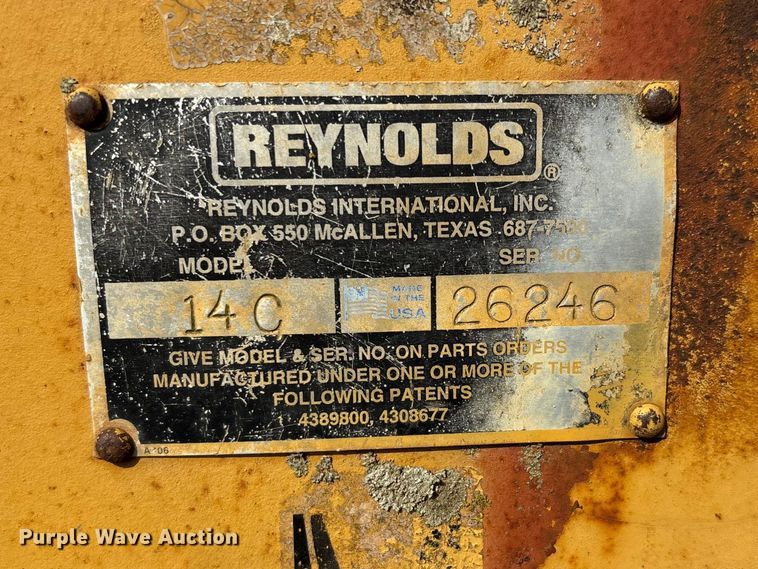 REYNOLDS ®
REYNOLDS INTERNATIONAL, INC.
P.O. BOX 550 McALLEN, TEXAS
MODEL SER. NO.
14 C MADE IN THE USA 26246
GIVE MODEL & SER. NO. ON PARTS ORDERS
MANUFACTURED UNDER ONE OR MORE OF THE
FOLLOWING PATENTS
4389800, 4308677
Purple Wave Auction